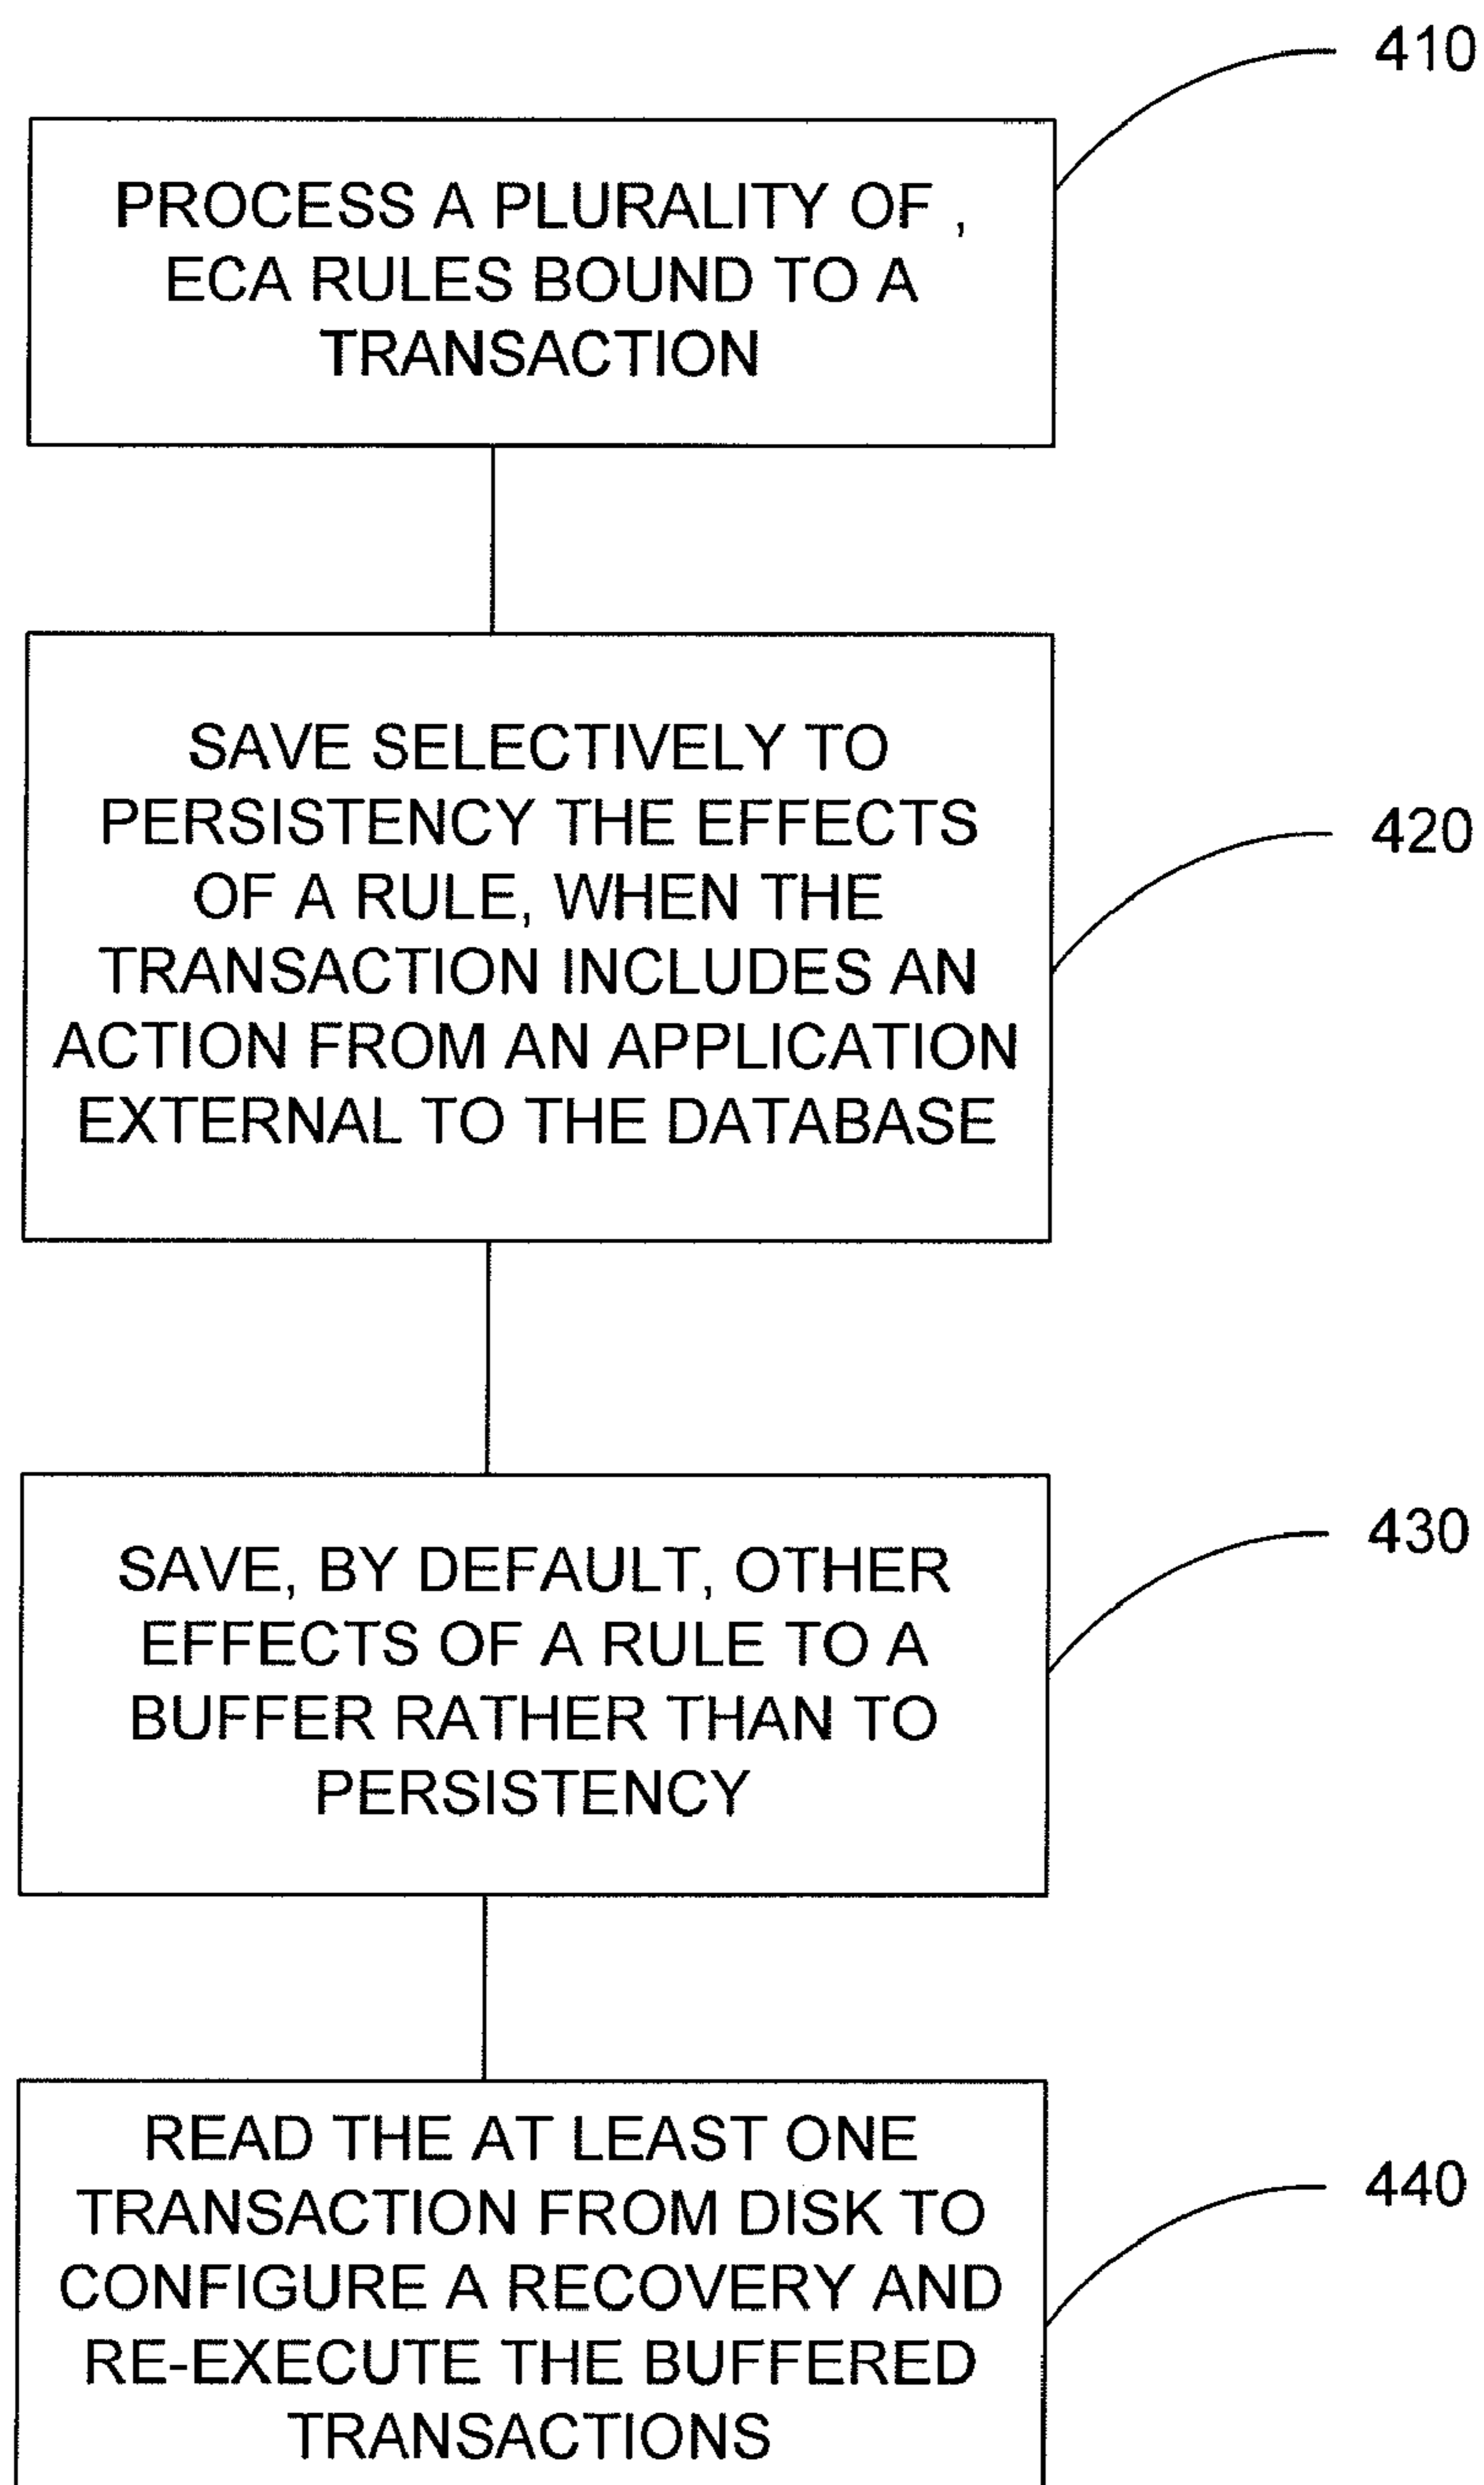 410
PROCESS A PLURALITY OF ,
ECA RULES BOUND TO A
TRANSACTION
SAVE SELECTIVELY TO
PERSISTENCY THE EFFECTS
OF A RULE, WHEN THE
TRANSACTION INCLUDES AN
ACTION FROM AN APPLICATION
EXTERNAL TO THE DATABASE
420
SAVE, BY DEFAULT, OTHER
EFFECTS OF A RULE TO A
BUFFER RATHER THAN TO
PERSISTENCY
430
READ THE AT LEAST ONE
TRANSACTION FROM DISK TO
CONFIGURE A RECOVERY AND
RE-EXECUTE THE BUFFERED
TRANSACTIONS
440